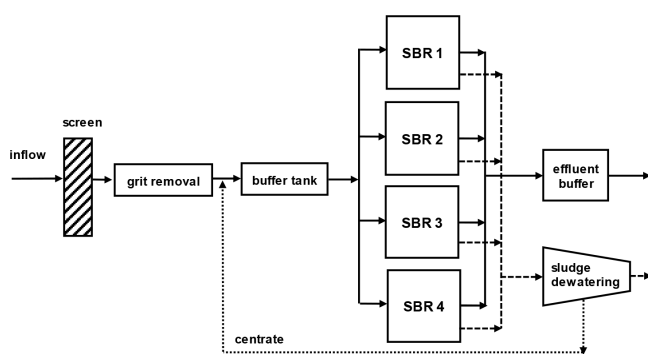 SBR 1
screen
inflow
SBR 2
grit removal
buffer tank
effluent
buffer
SBR 3
sludge
dewatering
SBR 4
centrate